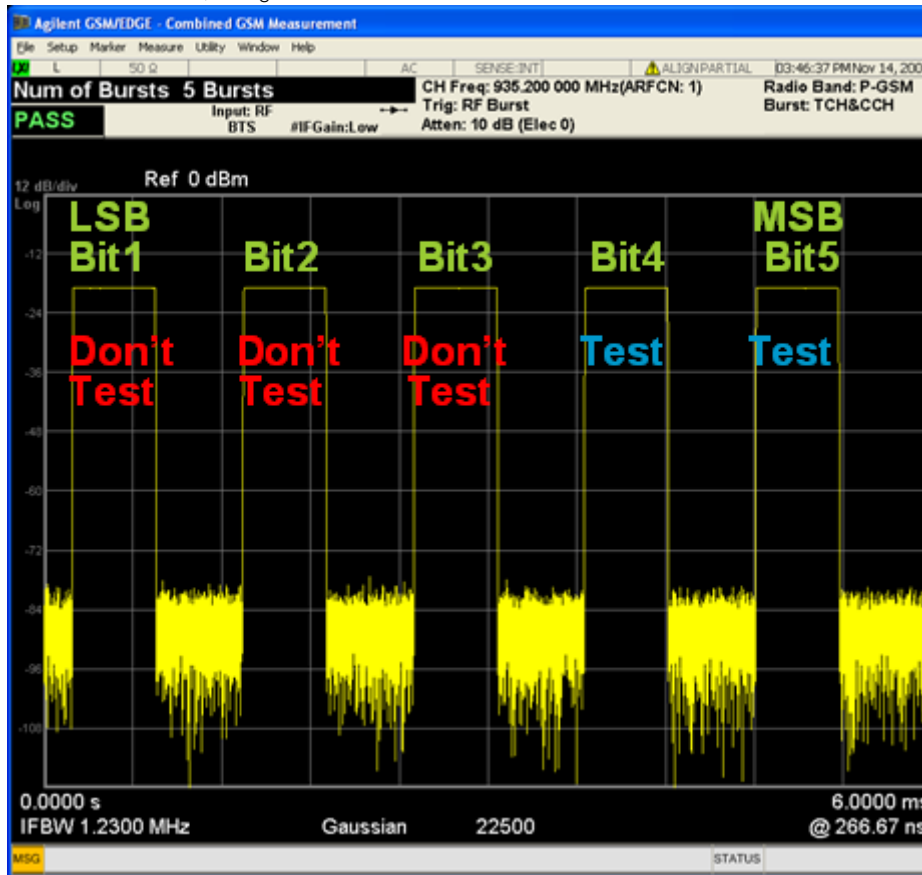 Agilent GSM/EDGE - Combined GSM Measurement
File Setup Marker Measure Utility Window Help
LXI L 50 Ω AC SENSE:INT ALIGN PARTIAL 03:46:37 PM Nov 14, 200
Num of Bursts 5 Bursts
CH Freq: 935.200 000 MHz(ARFCN: 1) Radio Band: P-GSM
PASS
Input: RF Trig: RF Burst Burst: TCH&CCH
BTS #IFGain:Low Atten: 10 dB (Elec 0)
12 dB/div Ref 0 dBm
Log
LSB MSB
-12 Bit1 Bit2 Bit3 Bit4 Bit5
-24
Don't Don't Don't Test Test
-36
Test Test Test
-48
-60
-72
-84
-96
-108
0.0000 s 6.0000 ms
IFBW 1.2300 MHz Gaussian 22500 @ 266.67 ns
MSG STATUS